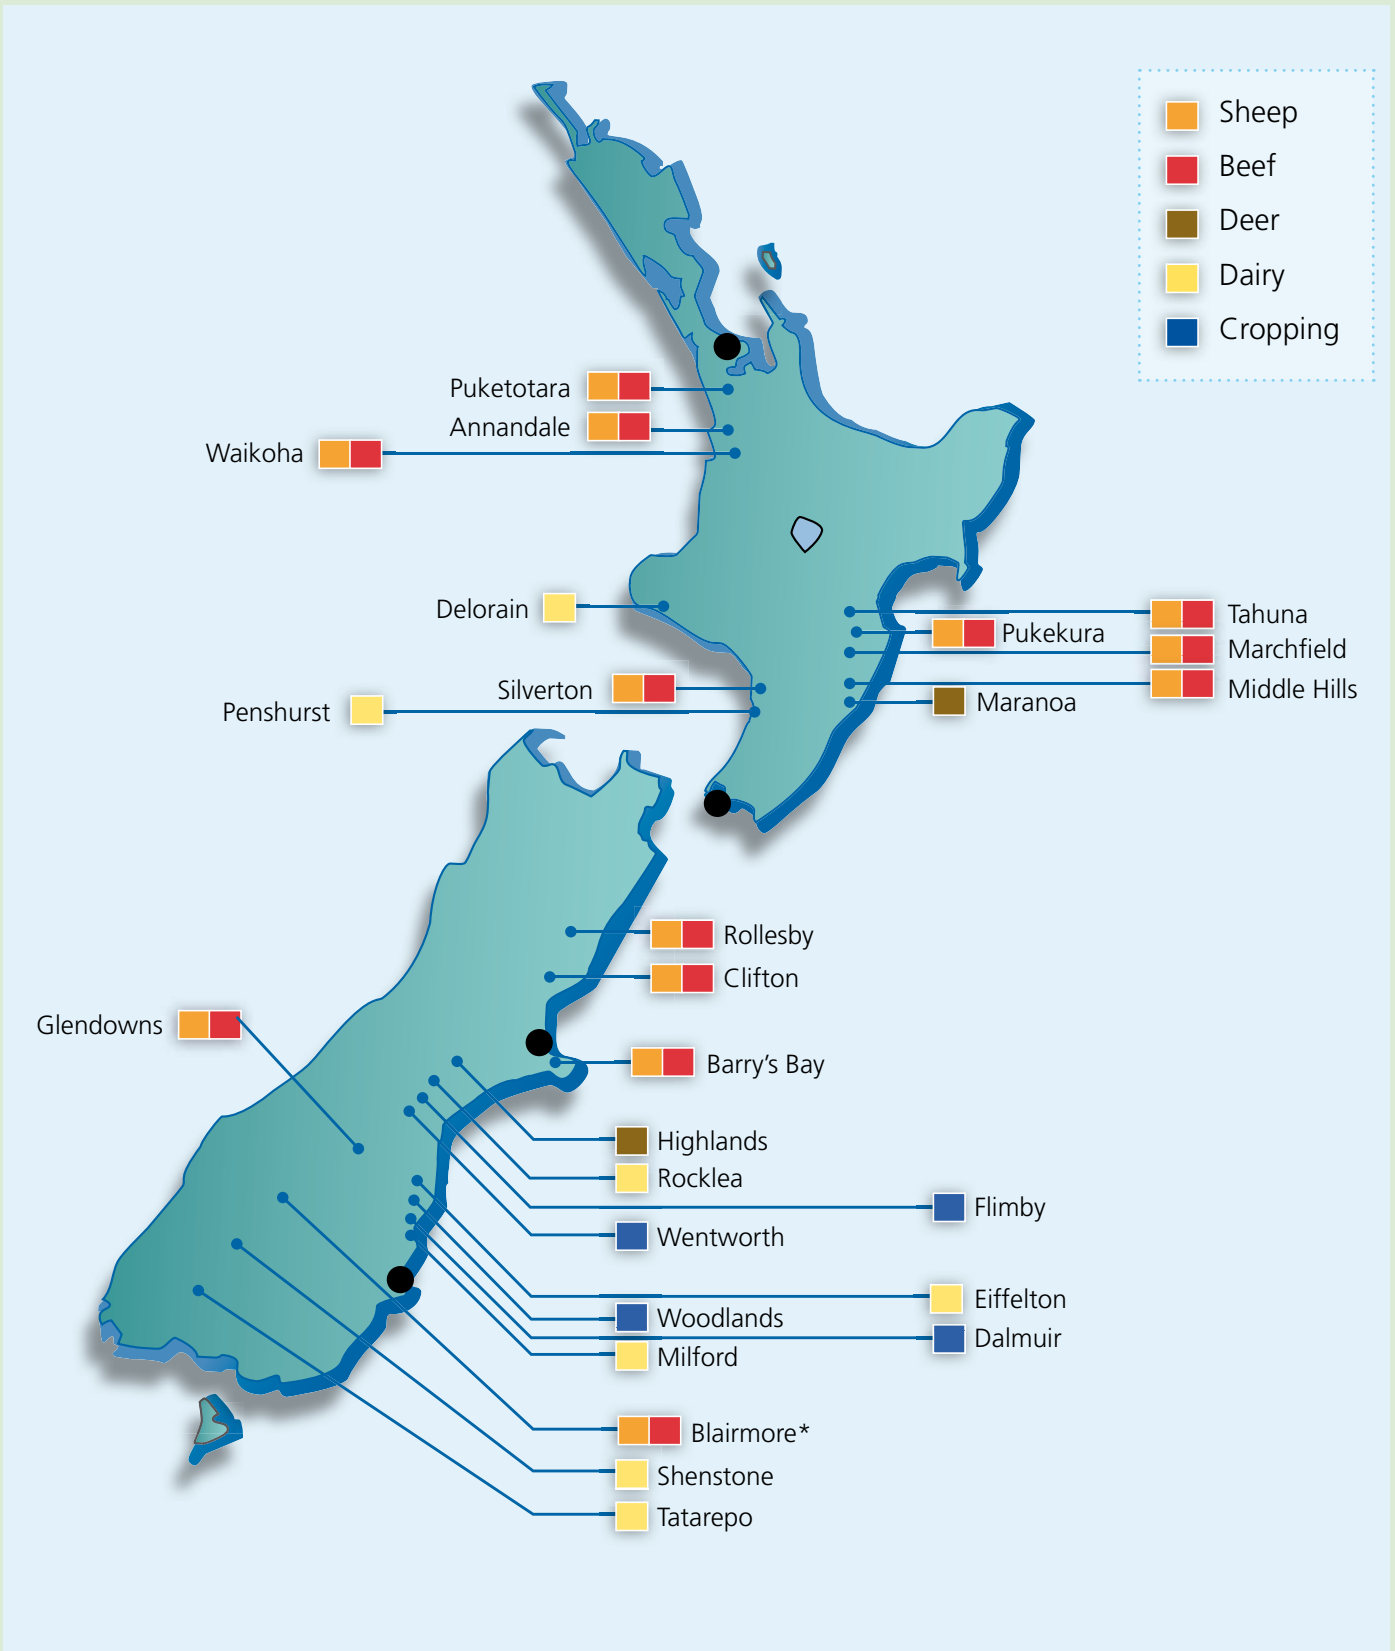 Sheep
Beef
Deer
Dairy
Cropping
Puketotara
Annandale
Waikoha
Delorain
Tahuna
Pukekura
Marchfield
Silverton
Middle Hills
Maranoa
Penshurst
Rollesby
Clifton
Glendowns
Barry’s Bay
Highlands
Rocklea
Flimby
Wentworth
Eiffelton
Woodlands
Dalmuir
Milford
Blairmore*
Shenstone
Tatarepo